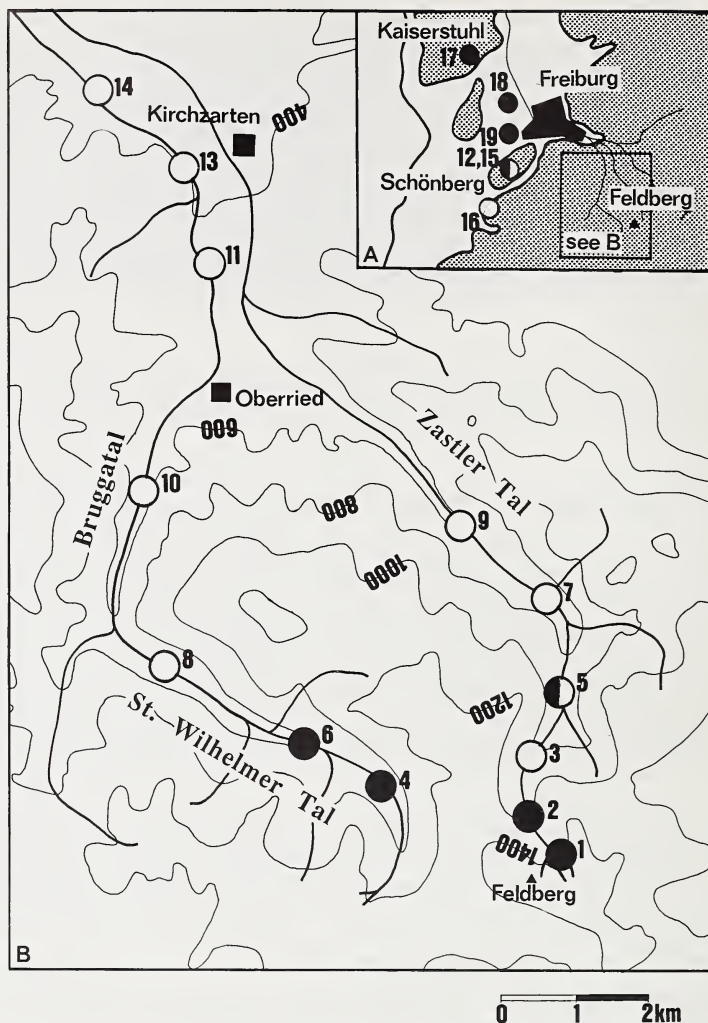 Kaiserstuhl
17
18
Freiburg
19
12,15
Schönberg
16
Feldberg
see B
A
14
Kirchzarten
400
13
11
Oberried
600
Bruggatal
Zastler Tal
10
800
9
1000
7
8
5
1200
St. Wilhelmer Tal
6
3
4
2
1400
1
Feldberg
B
0 1 2km